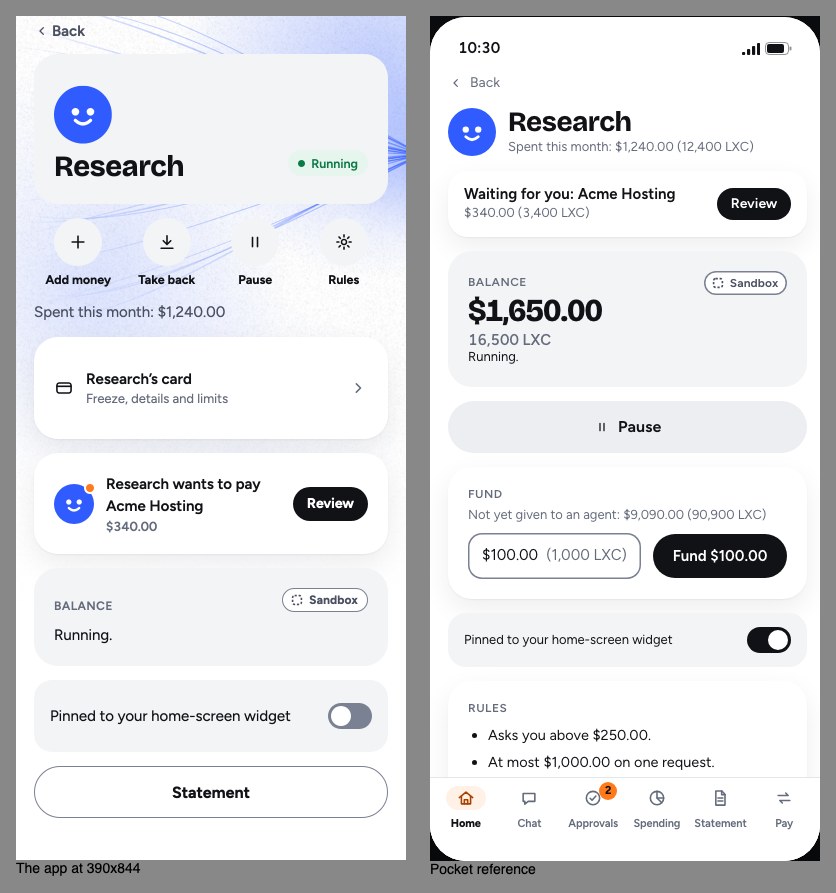 Back
Research
Running
Add money
Take back
Pause
Rules
Spent this month: $1,240.00
Research’s card
Freeze, details and limits
Research wants to pay
Acme Hosting
$340.00
Review
BALANCE
Sandbox
Running.
Pinned to your home-screen widget
Statement
The app at 390x844
10:30
Back
Research
Spent this month: $1,240.00 (12,400 LXC)
Waiting for you: Acme Hosting
$340.00 (3,400 LXC)
Review
BALANCE
Sandbox
$1,650.00
16,500 LXC
Running.
Pause
FUND
Not yet given to an agent: $9,090.00 (90,900 LXC)
$100.00 (1,000 LXC)
Fund $100.00
Pinned to your home-screen widget
RULES
• Asks you above $250.00.
• At most $1,000.00 on one request.
2
Home
Chat
Approvals
Spending
Statement
Pay
Pocket reference